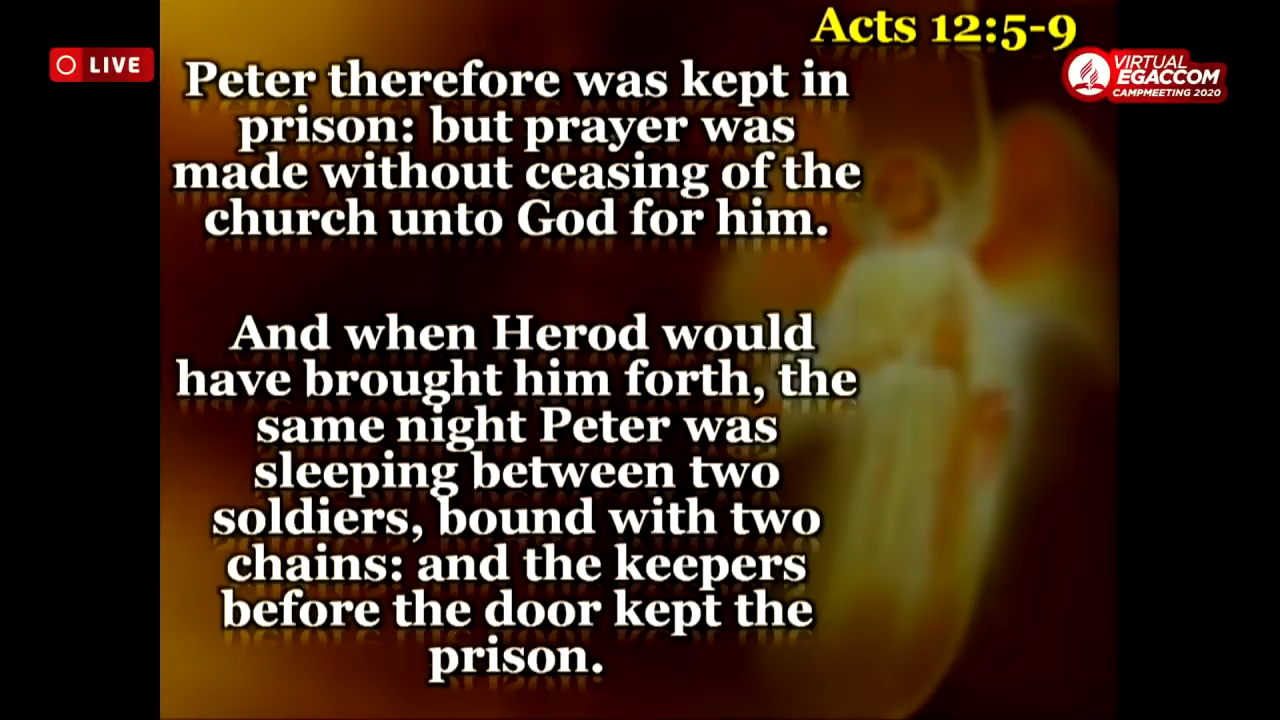 Acts 12:5-9
LIVE
VIRTUAL
EGACCOM
CAMPMEETING 2020
Peter therefore was kept in
prison: but prayer was
made without ceasing of the
church unto God for him.
And when Herod would
have brought him forth, the
same night Peter was
sleeping between two
soldiers, bound with two
chains: and the keepers
before the door kept the
prison.